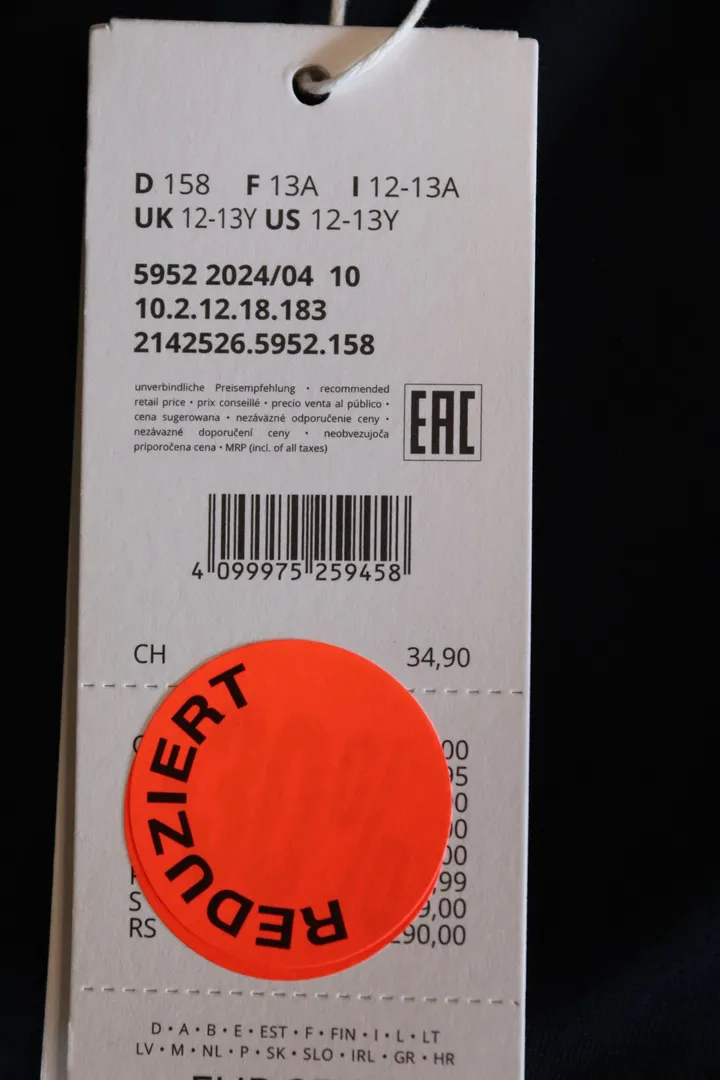 D 158 F 13A I 12-13A
UK 12-13Y US 12-13Y
5952 2024/04 10
10.2.12.18.183
2142526.5952.158
unverbindliche Preisempfehlung • recommended
retail price • prix conseillé • precio venta al público •
cena sugerowana • nezáväzné odporučenie ceny •
nezávazné doporučení ceny • neobvezujoča
priporočena cena • MRP (incl. of all taxes)
EAC
4 099975 259458
CH 34,90
REDUZIERT
S
RS
D • A • B • E • EST • F • FIN • I • L • LT
LV • M • NL • P • SK • SLO • IRL • GR • HR